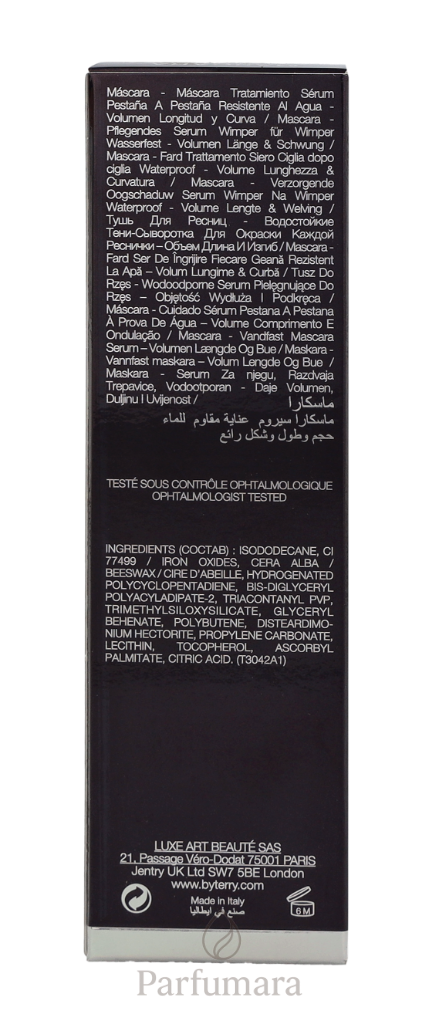 Máscara - Máscara Tratamiento Sérum
Pestaña A Pestaña Resistente Al Agua -
Volumen Longitud y Curva / Mascara -
Pflegendes Serum Wimper für Wimper
Wasserfest - Volumen Länge & Schwung /
Mascara - Fard Trattamento Siero Ciglia dopo
ciglia Waterproof - Volume Lunghezza &
Curvatura / Mascara - Verzorgende
Oogschaduw Serum Wimper Na Wimper
Waterproof - Volume Lengte & Welving /
Тушь Для Ресниц - Водостойкие
Тени-Сыворотка Для Окраски Каждой
Реснички – Объем Длина И Изгиб / Mascara -
Fard Ser De Îngrijire Fiecare Geană Rezistent
La Apă – Volum Lungime & Curbă / Tusz Do
Rzęs - Wodoodporne Serum Pielęgnujące Do
Rzęs – Objętość Wydłuża I Podkręca /
Máscara - Cuidado Sérum Pestana A Pestana
À Prova De Água – Volume Comprimento E
Ondulação / Mascara - Vandfast Mascara
Serum – Volumen Længde Og Bue / Maskara -
Vannfast maskara – Volum Lengde Og Bue /
Maskara - Serum Za njegu, Razdvaja
Trepavice, Vodootporan - Daje Volumen,
Duljinu I Uvijenost / ماسكارا
ماسكارا سيروم عناية مقاوم للماء
حجم وطول وشكل رائع
TESTÉ SOUS CONTRÔLE OPHTALMOLOGIQUE
OPHTALMOLOGIST TESTED
INGREDIENTS (COCTAB) : ISODODECANE, CI
77499 / IRON OXIDES, CERA ALBA /
BEESWAX / CIRE D'ABEILLE, HYDROGENATED
POLYCYCLOPENTADIENE, BIS-DIGLYCERYL
POLYACYLADIPATE-2, TRIACONTANYL PVP,
TRIMETHYLSILOXYSILICATE, GLYCERYL
BEHENATE, POLYBUTENE, DISTEARDIMO-
NIUM HECTORITE, PROPYLENE CARBONATE,
LECITHIN, TOCOPHEROL, ASCORBYL
PALMITATE, CITRIC ACID. (T3042A1)
LUXE ART BEAUTÉ SAS
21, Passage Véro-Dodat 75001 PARIS
Jentry UK Ltd SW7 5BE London
www.byterry.com
Made in Italy
صنع في ايطاليا
6M
Parfumara